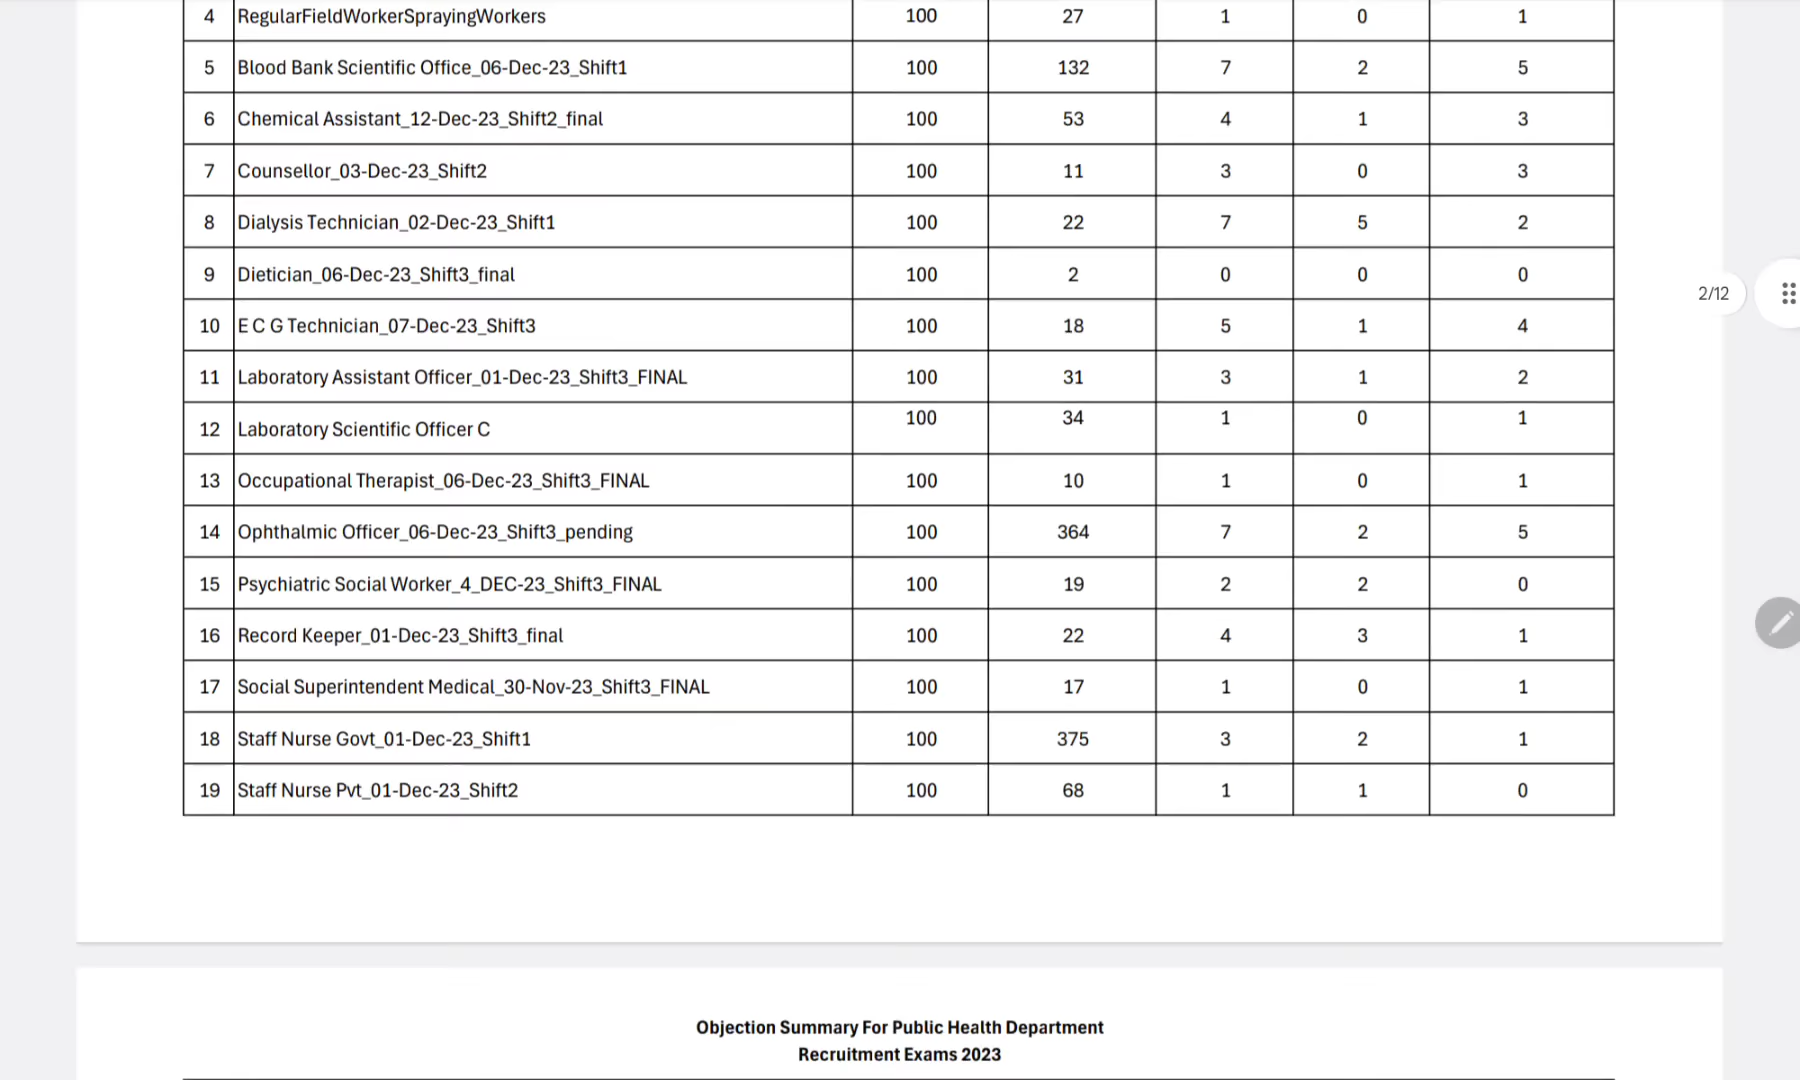 4 RegularFieldWorkerSprayingWorkers 100 27 1 0 1
5 Blood Bank Scientific Office_06-Dec-23_Shift1 100 132 7 2 5
6 Chemical Assistant_12-Dec-23_Shift2_final 100 53 4 1 3
7 Counsellor_03-Dec-23_Shift2 100 11 3 0 3
8 Dialysis Technician_02-Dec-23_Shift1 100 22 7 5 2
9 Dietician_06-Dec-23_Shift3_final 100 2 0 0 0
2/12
10 E C G Technician_07-Dec-23_Shift3 100 18 5 1 4
11 Laboratory Assistant Officer_01-Dec-23_Shift3_FINAL 100 31 3 1 2
12 Laboratory Scientific Officer C 100 34 1 0 1
13 Occupational Therapist_06-Dec-23_Shift3_FINAL 100 10 1 0 1
14 Ophthalmic Officer_06-Dec-23_Shift3_pending 100 364 7 2 5
15 Psychiatric Social Worker_4_DEC-23_Shift3_FINAL 100 19 2 2 0
16 Record Keeper_01-Dec-23_Shift3_final 100 22 4 3 1
17 Social Superintendent Medical_30-Nov-23_Shift3_FINAL 100 17 1 0 1
18 Staff Nurse Govt_01-Dec-23_Shift1 100 375 3 2 1
19 Staff Nurse Pvt_01-Dec-23_Shift2 100 68 1 1 0
Objection Summary For Public Health Department
Recruitment Exams 2023